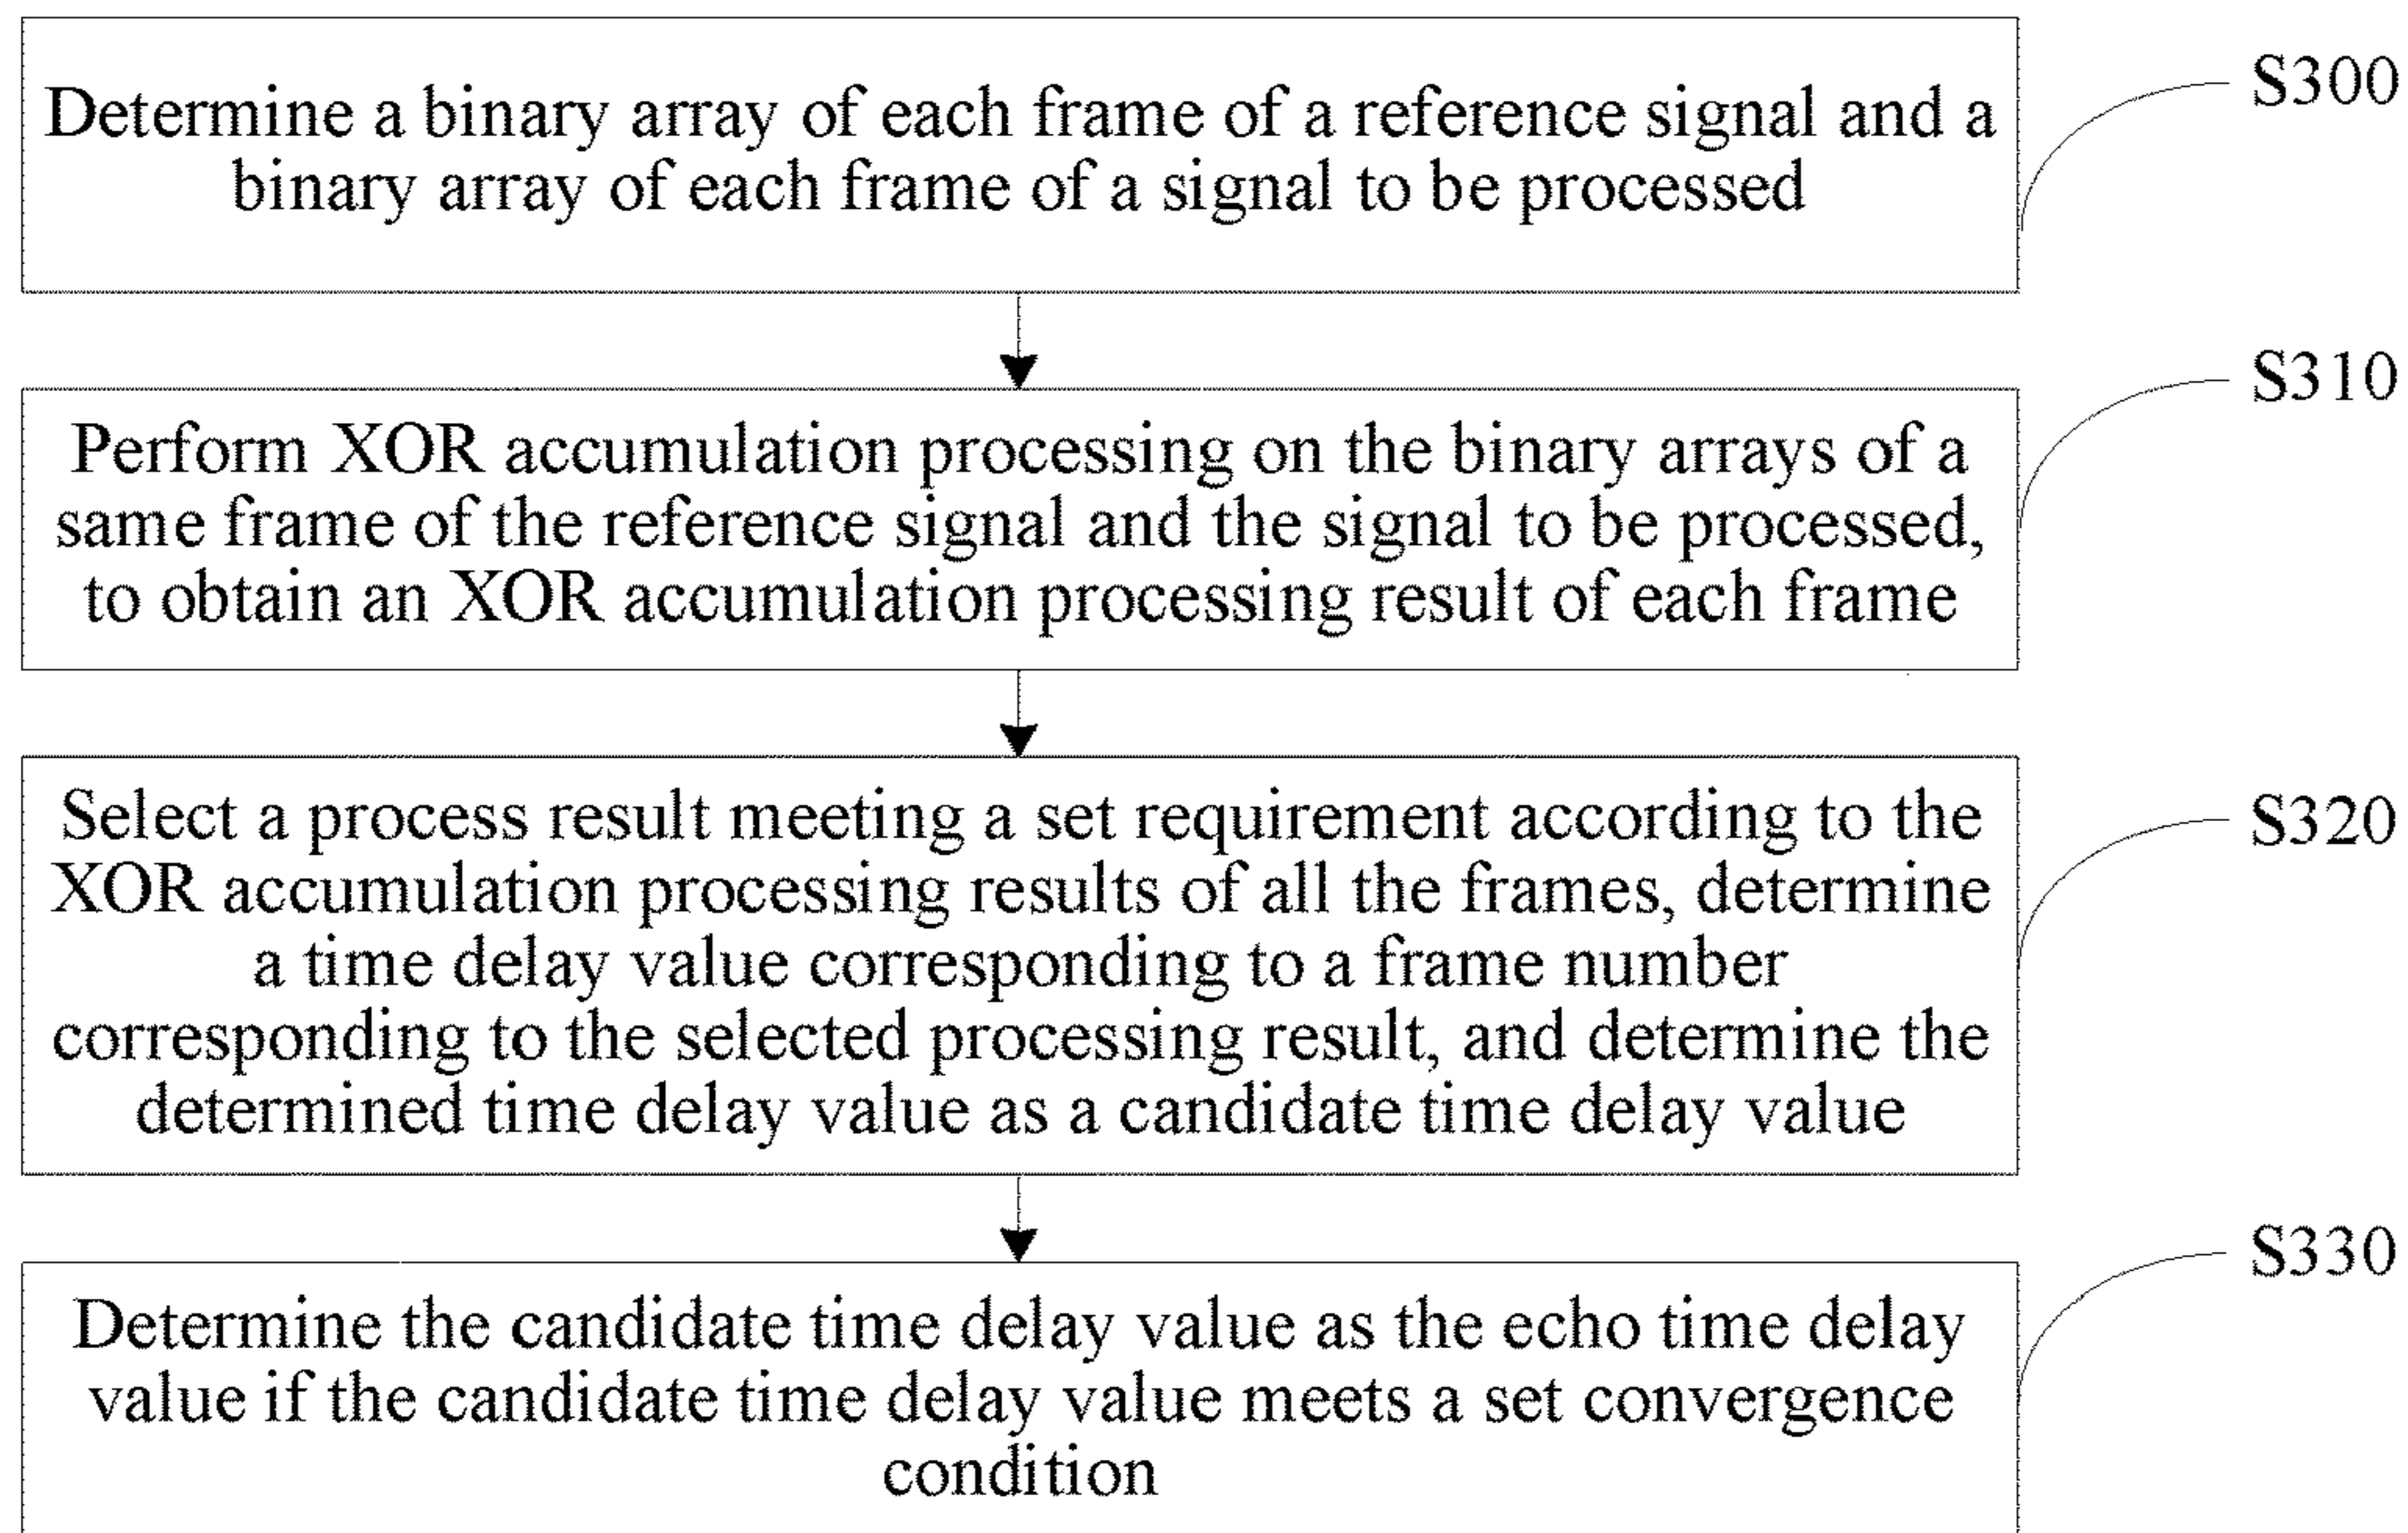 Determine a binary array of each frame of a reference signal and a
binary array of each frame of a signal to be processed
S300
Perform XOR accumulation processing on the binary arrays of a
same frame of the reference signal and the signal to be processed,
to obtain an XOR accumulation processing result of each frame
S310
Select a process result meeting a set requirement according to the
XOR accumulation processing results of all the frames, determine
a time delay value corresponding to a frame number
corresponding to the selected processing result, and determine the
determined time delay value as a candidate time delay value
S320
Determine the candidate time delay value as the echo time delay
value if the candidate time delay value meets a set convergence
condition
S330